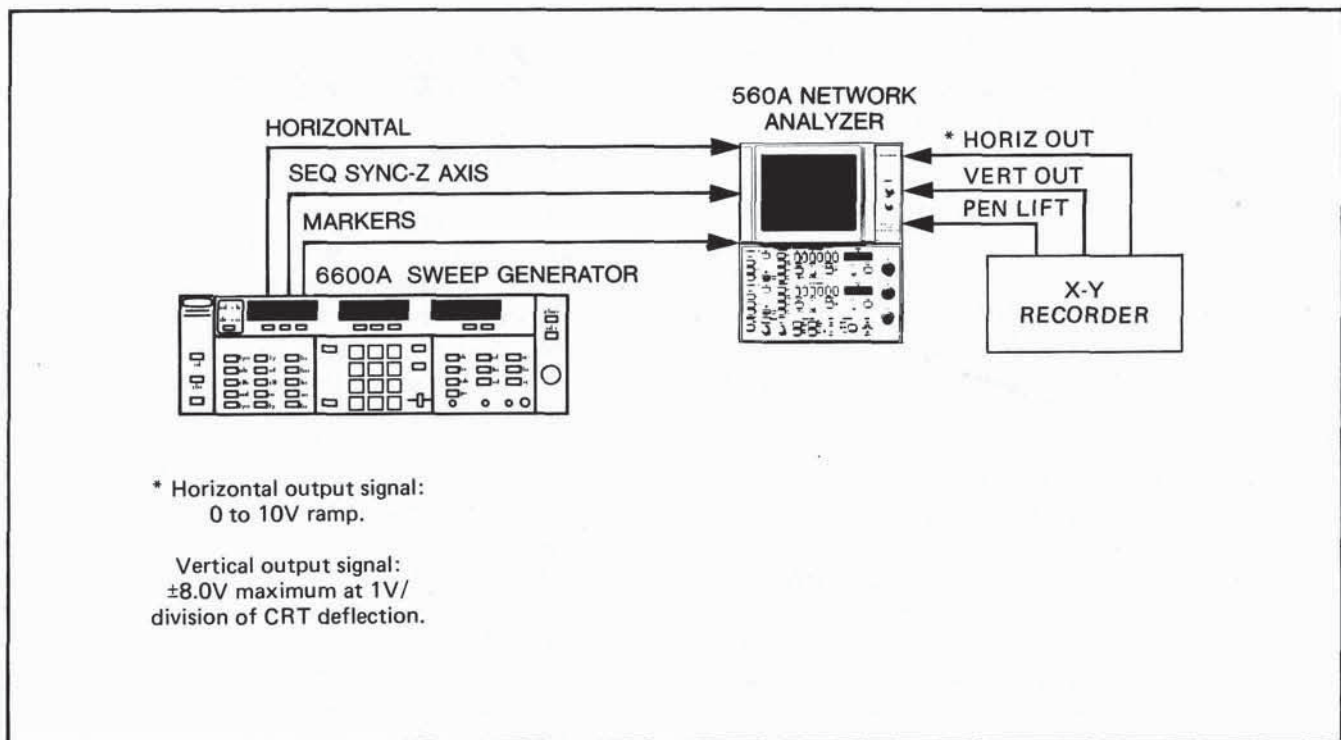 560A NETWORK
ANALYZER
HORIZONTAL
SEQ SYNC-Z AXIS
MARKERS
6600A SWEEP GENERATOR
* HORIZ OUT
VERT OUT
PEN LIFT
X-Y
RECORDER
* Horizontal output signal:
0 to 10V ramp.
Vertical output signal:
±8.0V maximum at 1V/
division of CRT deflection.